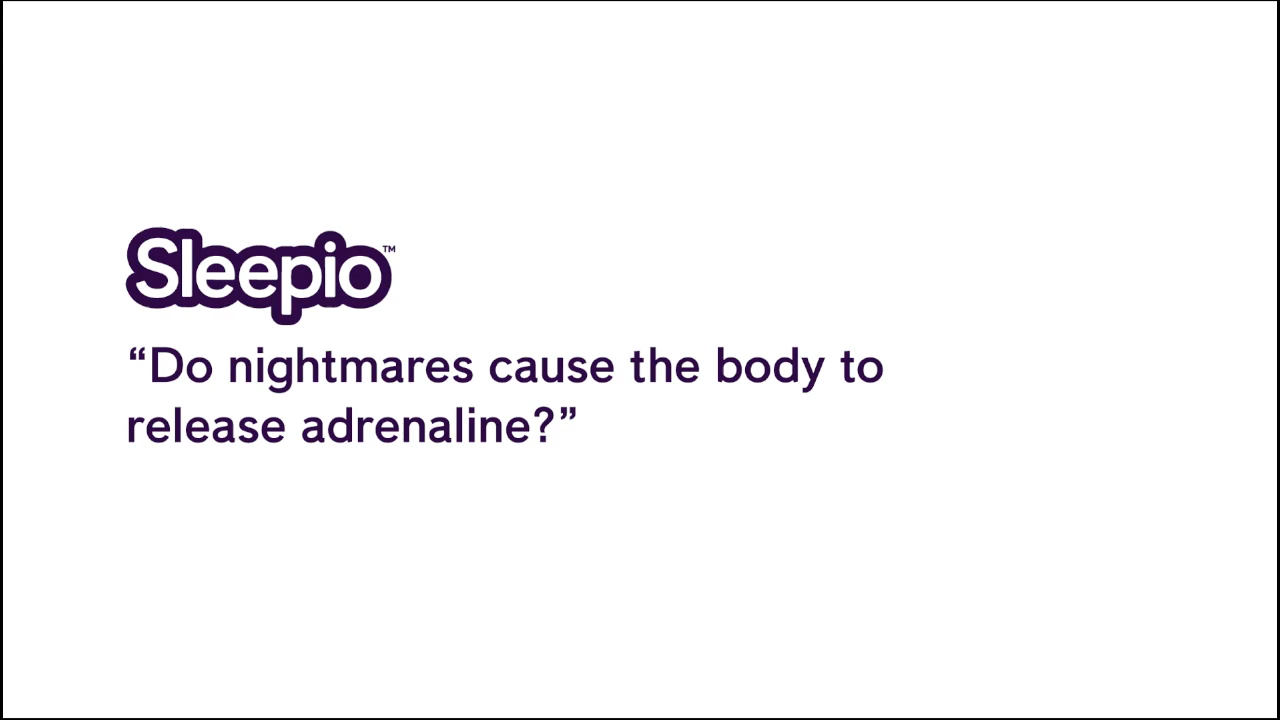 Sleepio™
“Do nightmares cause the body to
release adrenaline?”